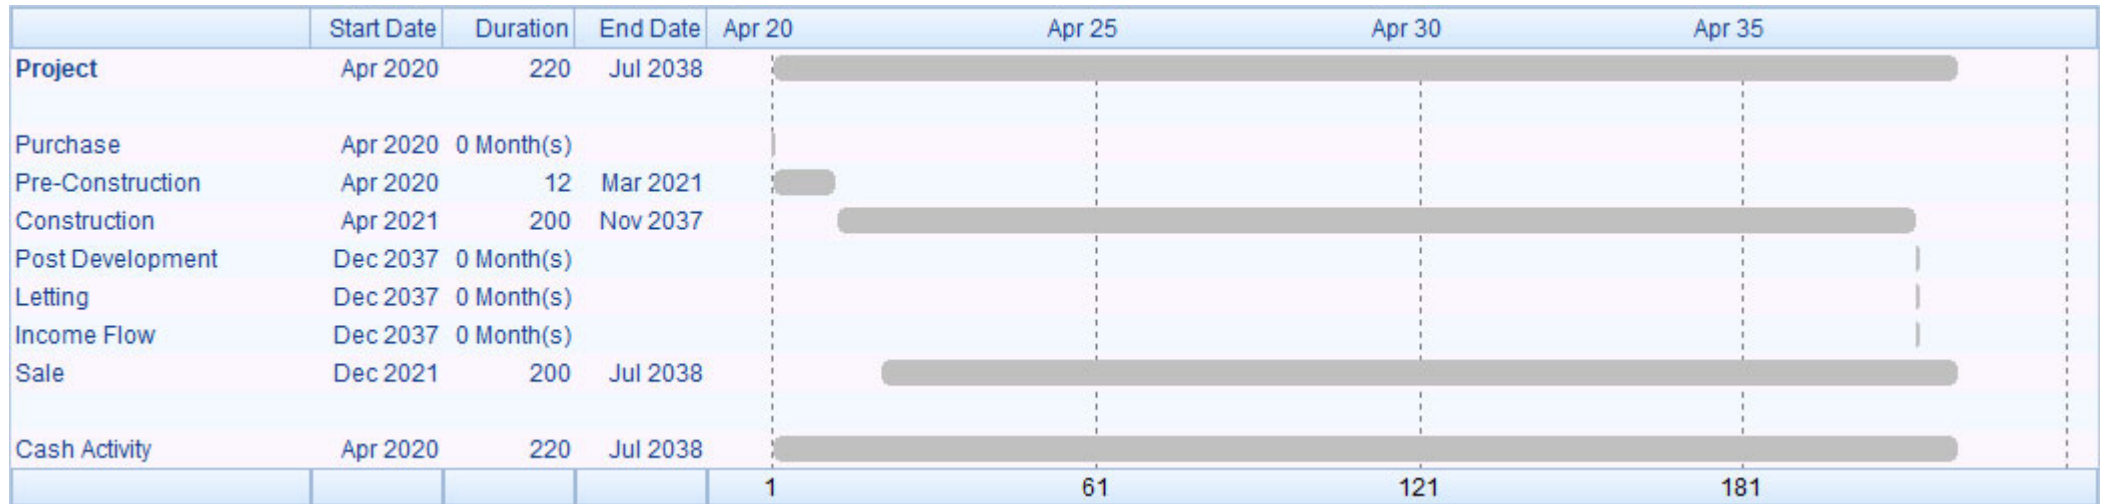 Start Date Duration End Date Apr 20 Apr 25 Apr 30 Apr 35
Project Apr 2020 220 Jul 2038
Purchase Apr 2020 0 Month(s)
Pre-Construction Apr 2020 12 Mar 2021
Construction Apr 2021 200 Nov 2037
Post Development Dec 2037 0 Month(s)
Letting Dec 2037 0 Month(s)
Income Flow Dec 2037 0 Month(s)
Sale Dec 2021 200 Jul 2038
Cash Activity Apr 2020 220 Jul 2038
1 61 121 181